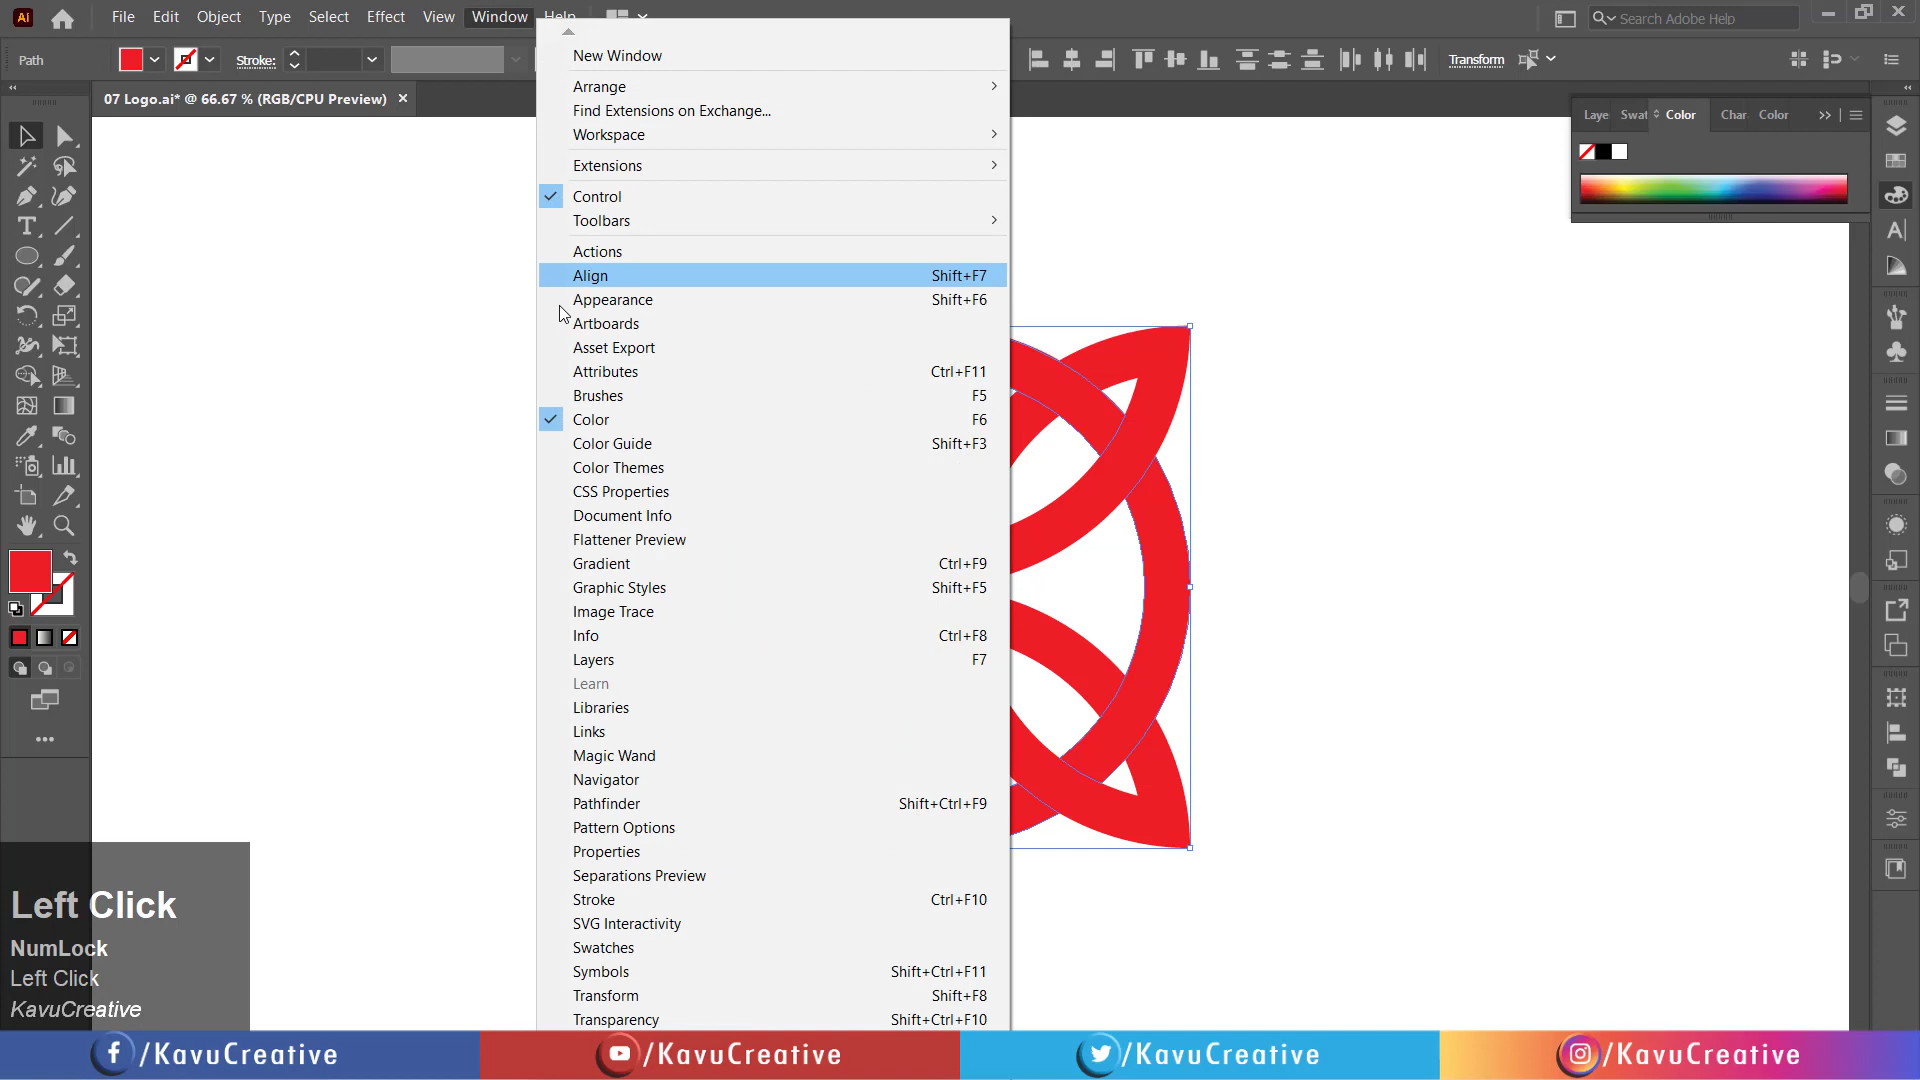 Ai File Edit Object Type Select Effect View Window Help Search Adobe Help
Path Stroke: Transform
07 Logo.ai* @ 66.67 % (RGB/CPU Preview) ×
Laye Swat Color Char Color
New Window
Arrange
Find Extensions on Exchange...
Workspace
Extensions
Control
Toolbars
Actions
Align Shift+F7
Appearance Shift+F6
Artboards
Asset Export
Attributes Ctrl+F11
Brushes F5
Color F6
Color Guide Shift+F3
Color Themes
CSS Properties
Document Info
Flattener Preview
Gradient Ctrl+F9
Graphic Styles Shift+F5
Image Trace
Info Ctrl+F8
Layers F7
Learn
Libraries
Links
Magic Wand
Navigator
Pathfinder Shift+Ctrl+F9
Pattern Options
Properties
Separations Preview
Stroke Ctrl+F10
SVG Interactivity
Swatches
Symbols Shift+Ctrl+F11
Transform Shift+F8
Transparency Shift+Ctrl+F10
Left Click
NumLock
Left Click
KavuCreative
/KavuCreative /KavuCreative /KavuCreative /KavuCreative